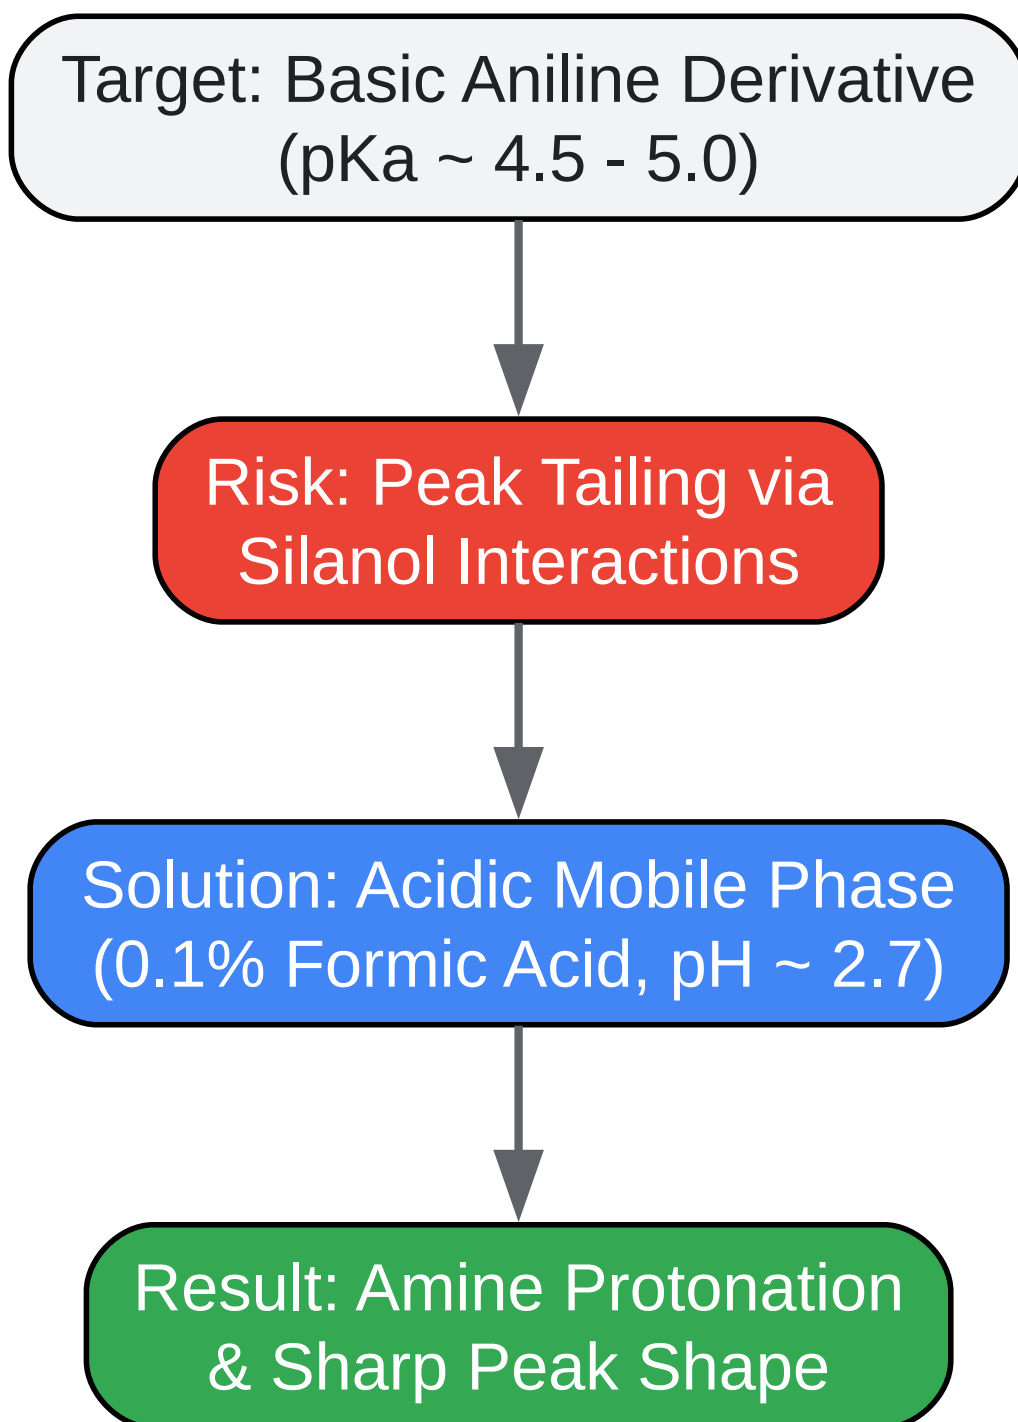 Target: Basic Aniline Derivative
(pKa ~ 4.5 - 5.0)
Risk: Peak Tailing via
Silanol Interactions
Solution: Acidic Mobile Phase
(0.1% Formic Acid, pH ~ 2.7)
Result: Amine Protonation
& Sharp Peak Shape